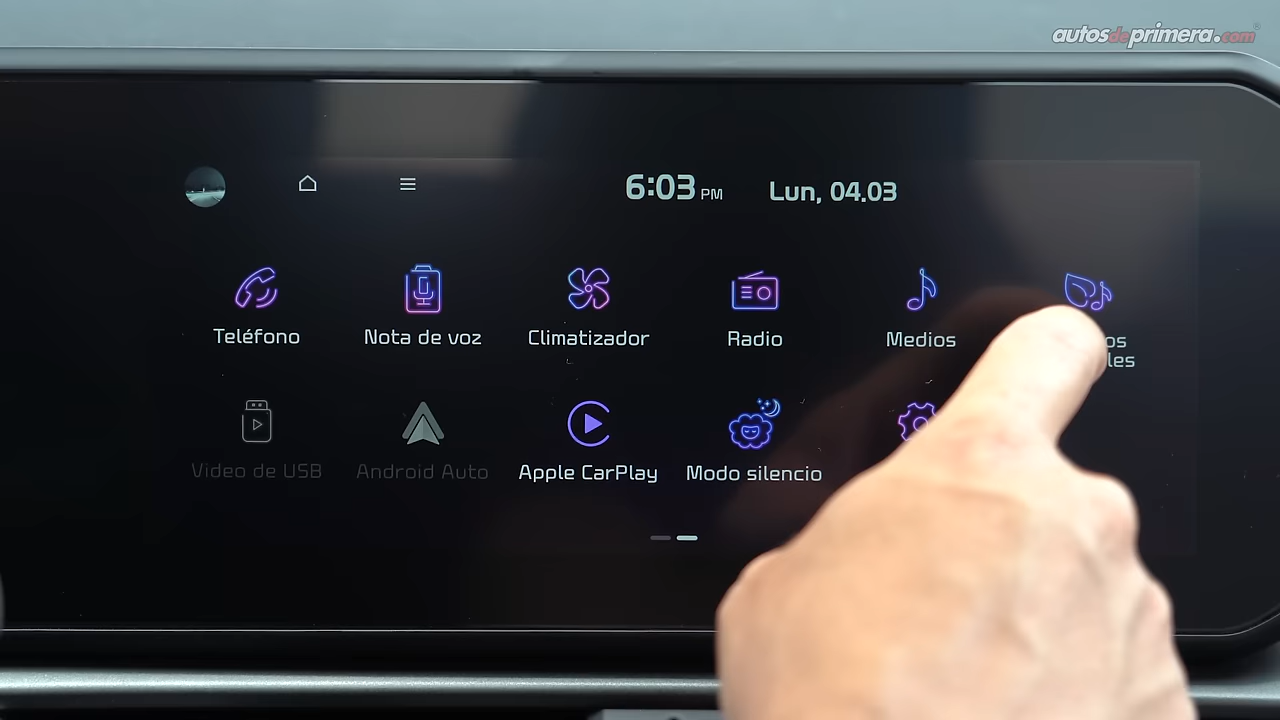 autosdeprimera.com
6:03 PM
Lun, 04.03
Teléfono
Nota de voz
Climatizador
Radio
Medios
Video de USB
Android Auto
Apple CarPlay
Modo silencio